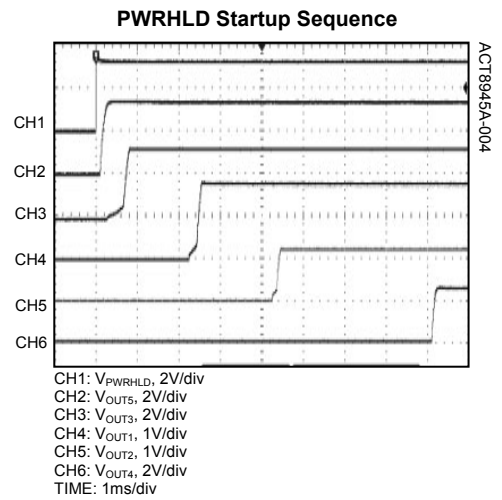 PWRHLD Startup Sequence
ACT8945A-004
CH1
CH2
CH3
CH4
CH5
CH6
CH1: VPWRHLD, 2V/div
CH2: VOUT5, 2V/div
CH3: VOUT3, 2V/div
CH4: VOUT1, 1V/div
CH5: VOUT2, 1V/div
CH6: VOUT4, 2V/div
TIME: 1ms/div